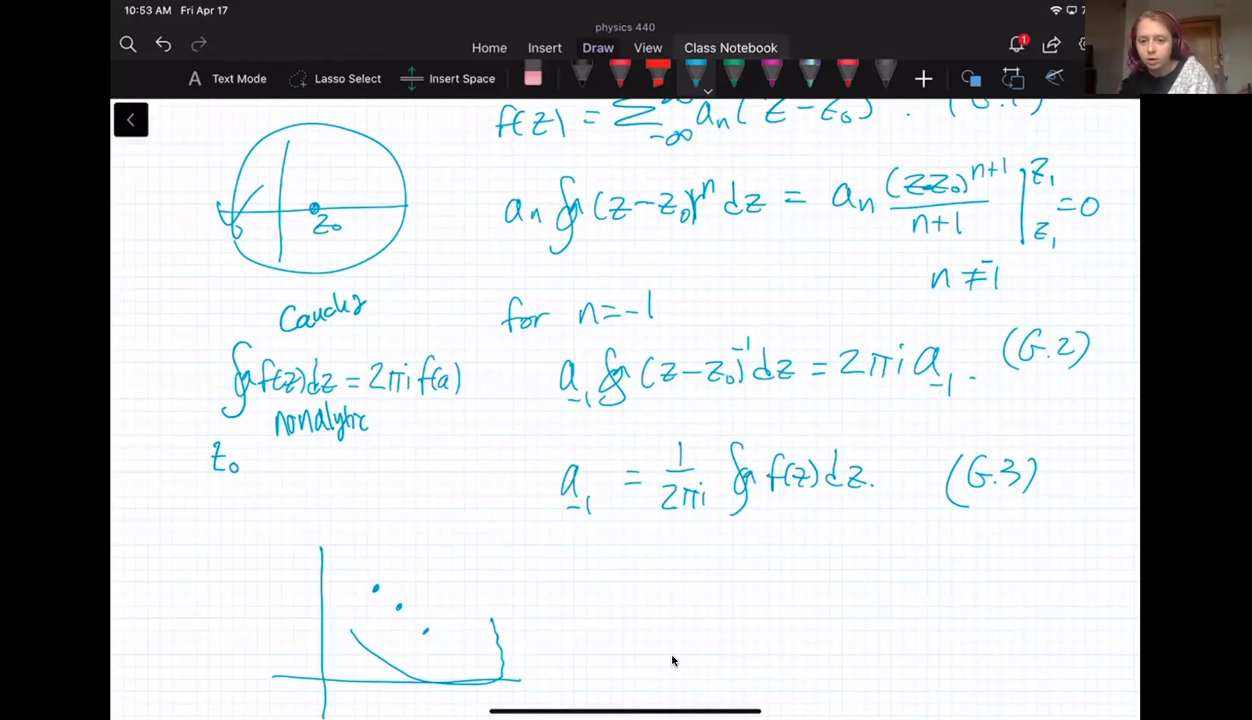 10:53 AM Fri Apr 17
physics 440
Home Insert Draw View Class Notebook
1
Text Mode Lasso Select Insert Space
f(z) = ∑ -∞ aₙ(z-z₀) . (G.1)
aₙ ∮ (z-z₀)ⁿ dz = aₙ (z-z₀)ⁿ⁺¹ / n+1 | z₁ z₁ = 0
z₀
n ≠ -1
Cauchy
for n = -1
∮ f(z)dz = 2πi f(a)
nonalytic
a₋₁ ∮ (z-z₀)⁻¹ dz = 2πi a₋₁. (G.2)
z₀
a₋₁ = 1/2πi ∮ f(z)dz. (G.3)